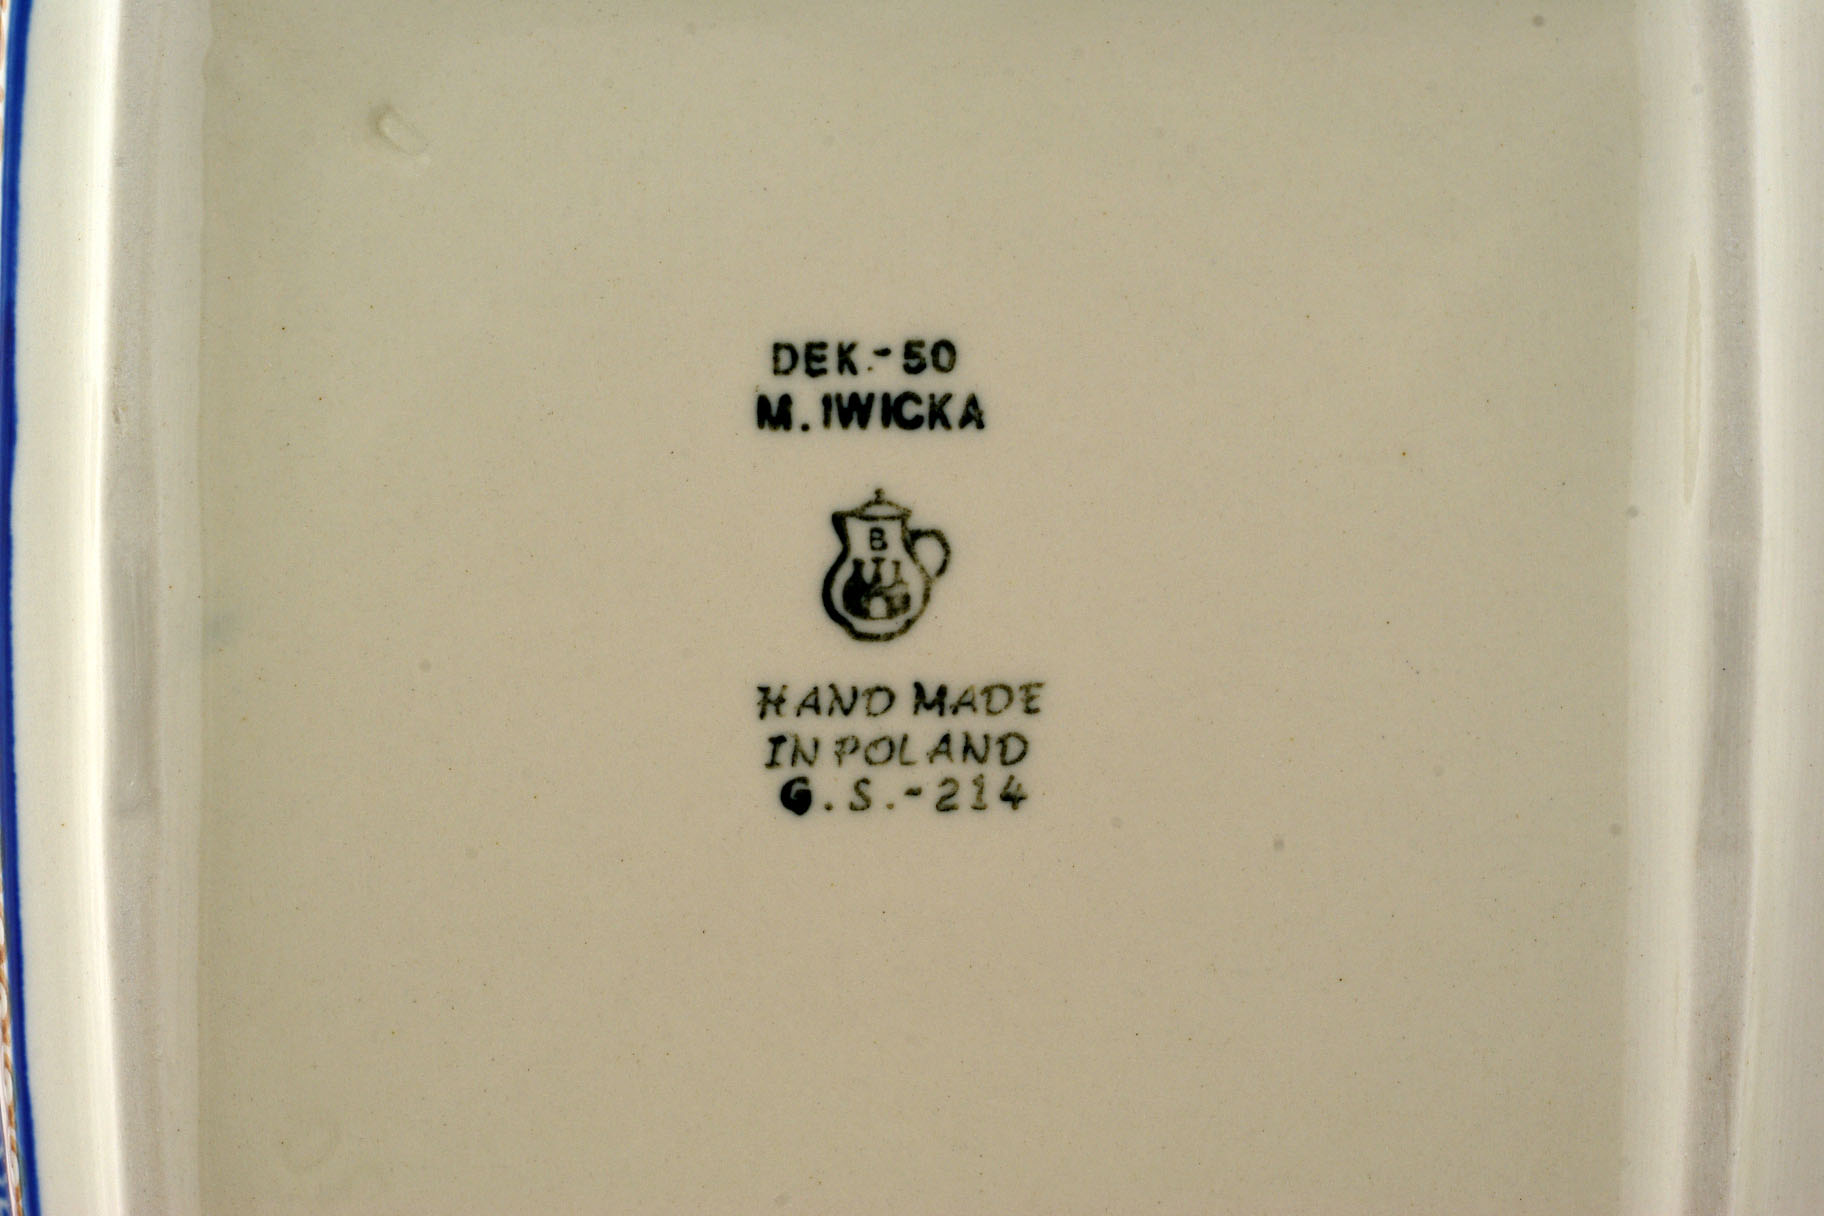 DEK.-50
M. IWICKA
B
HAND MADE
IN POLAND
G.S.-214